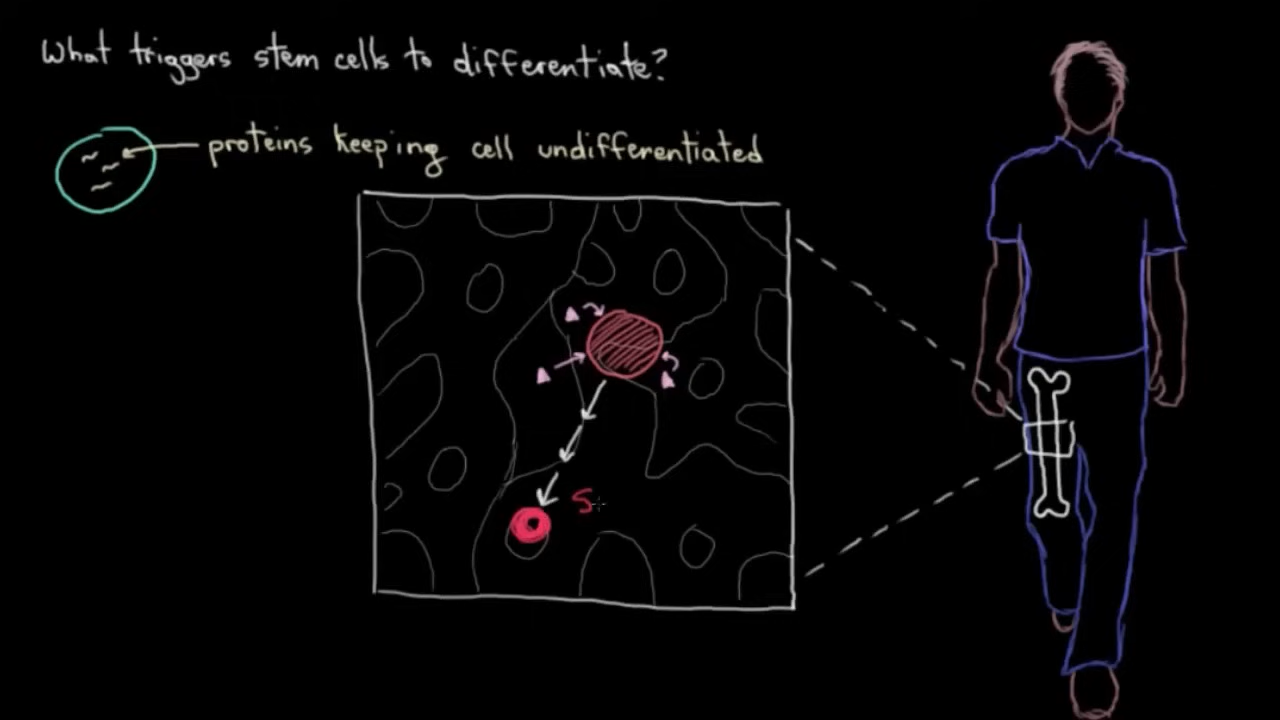 What triggers stem cells to differentiate?
proteins keeping cell undifferentiated
S